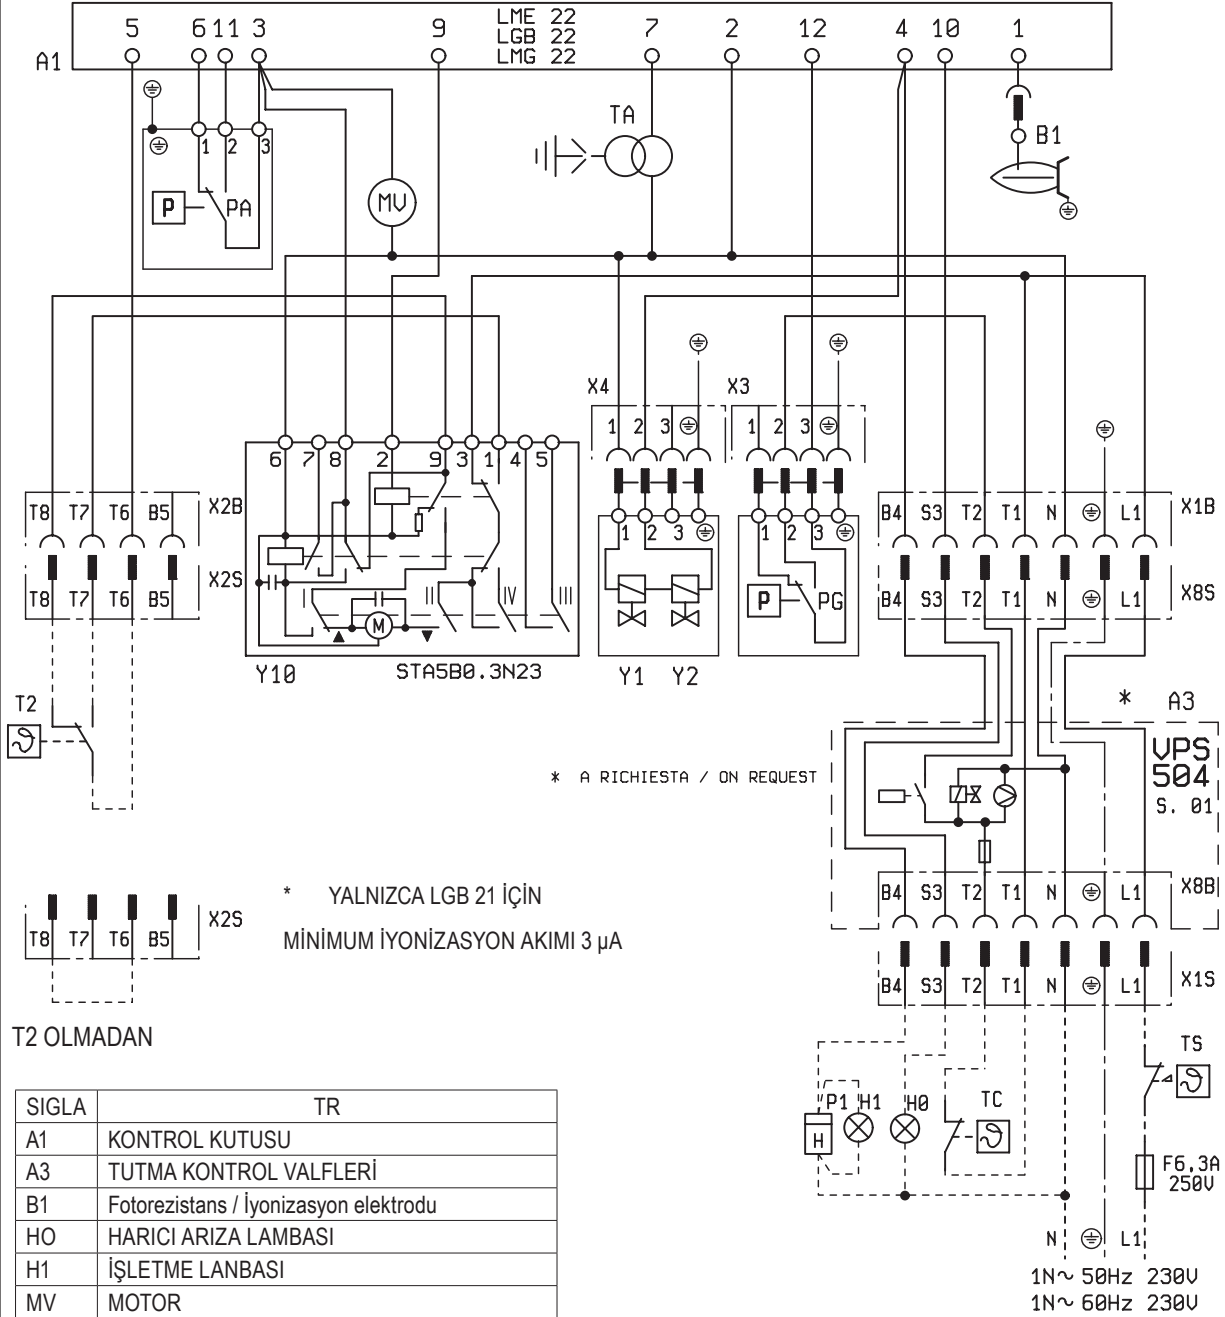 LME 22
5 6 11 3 9 LGB 22 7 2 12 4 10 1
LMG 22
A1
TA
B1
1 2 3
P PA
MV
X4 X3
1 2 3 1 2 3
6 7 8 2 9 3 1 4 5
T8 T7 T6 B5 X2B
B4 S3 T2 T1 N L1 X1B
1 2 3 1 2 3
X2S
T8 T7 T6 B5
B4 S3 T2 T1 N L1 X8S
I II IV III
M
P PG
Y10 STA5B0.3N23 Y1 Y2
T2
* A3
VPS
504
S. 01
* A RICHIESTA / ON REQUEST
B4 S3 T2 T1 N L1 X8B
* YALNIZCA LGB 21 İÇİN
T8 T7 T6 B5 X2S
MİNİMUM İYONİZASYON AKIMI 3 µA
B4 S3 T2 T1 N L1 X1S
T2 OLMADAN
TS
P1 H1 H0 TC
H
F6,3A
250V
N L1
1N~ 50Hz 230V
1N~ 60Hz 230V
SIGLA TR
A1 KONTROL KUTUSU
A3 TUTMA KONTROL VALFLERİ
B1 Fotorezistans / İyonizasyon elektrodu
HO HARICI ARIZA LAMBASI
H1 İŞLETME LANBASI
MV MOTOR